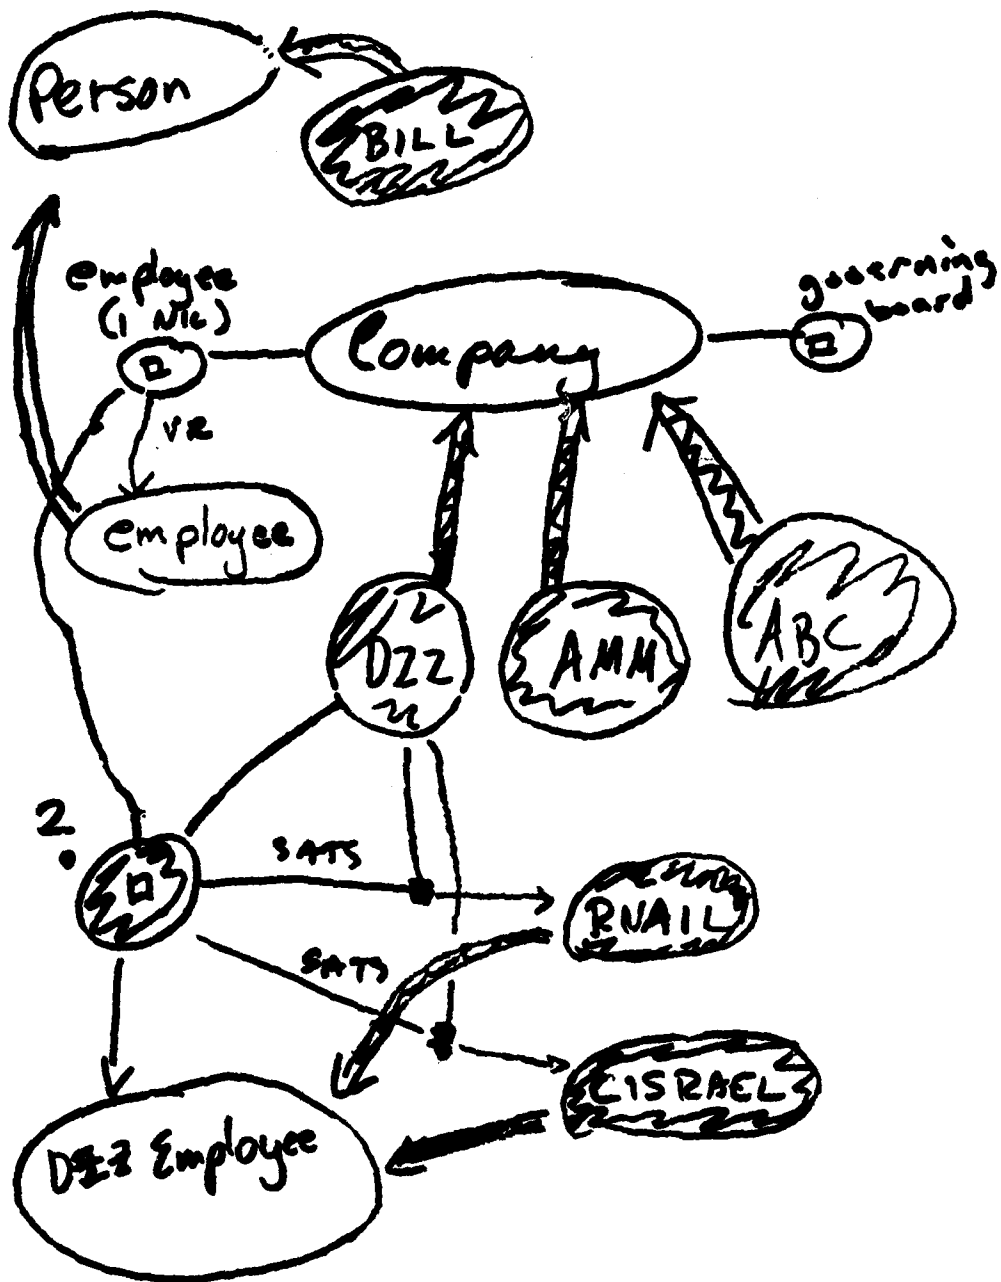 Person
BILL
employee
(1 NIL)
governing
board
Company
VR
employee
DZZ
AMM
ABC
?
SATS
RNAIL
SATS
CISRAEL
DZZ Employee